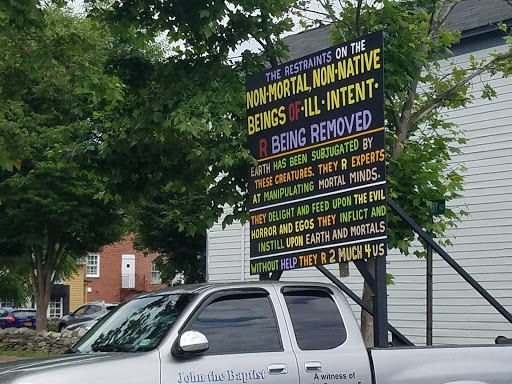 THE RESTRAINTS ON THE
NON-MORTAL, NON-NATIVE
BEINGS OF·ILL·INTENT·
R BEING REMOVED
EARTH HAS BEEN SUBJUGATED BY
THESE CREATURES. THEY R EXPERTS
AT MANIPULATING MORTAL MINDS.
THEY DELIGHT AND FEED UPON THE EVIL
HORROR AND EGOS THEY INFLICT AND
INSTILL UPON EARTH AND MORTALS
WITHOUT HELP THEY R 2 MUCH 4 US
John the Baptist
A witness of